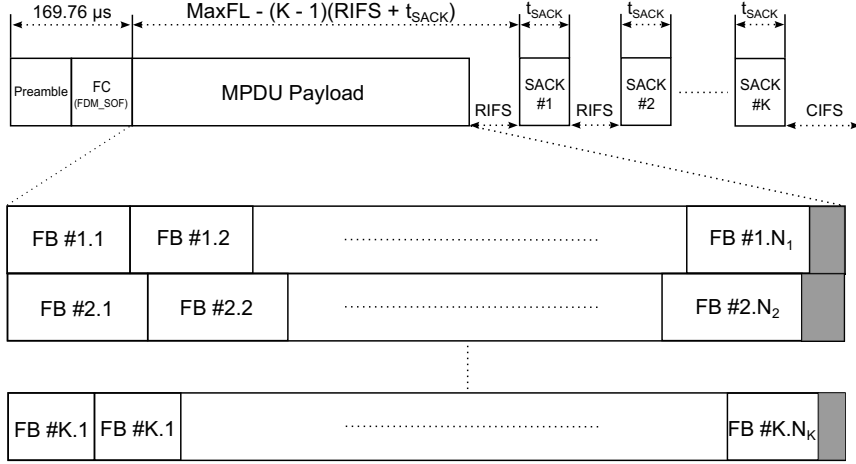 169.76 µs
MaxFL - (K - 1)(RIFS + tSACK)
tSACK
tSACK
tSACK
Preamble
FC
(FDM_SOF)
MPDU Payload
RIFS
SACK
#1
RIFS
SACK
#2
SACK
#K
CIFS
FB #1.1
FB #1.2
FB #1.N1
FB #2.1
FB #2.2
FB #2.N2
FB #K.1
FB #K.1
FB #K.NK